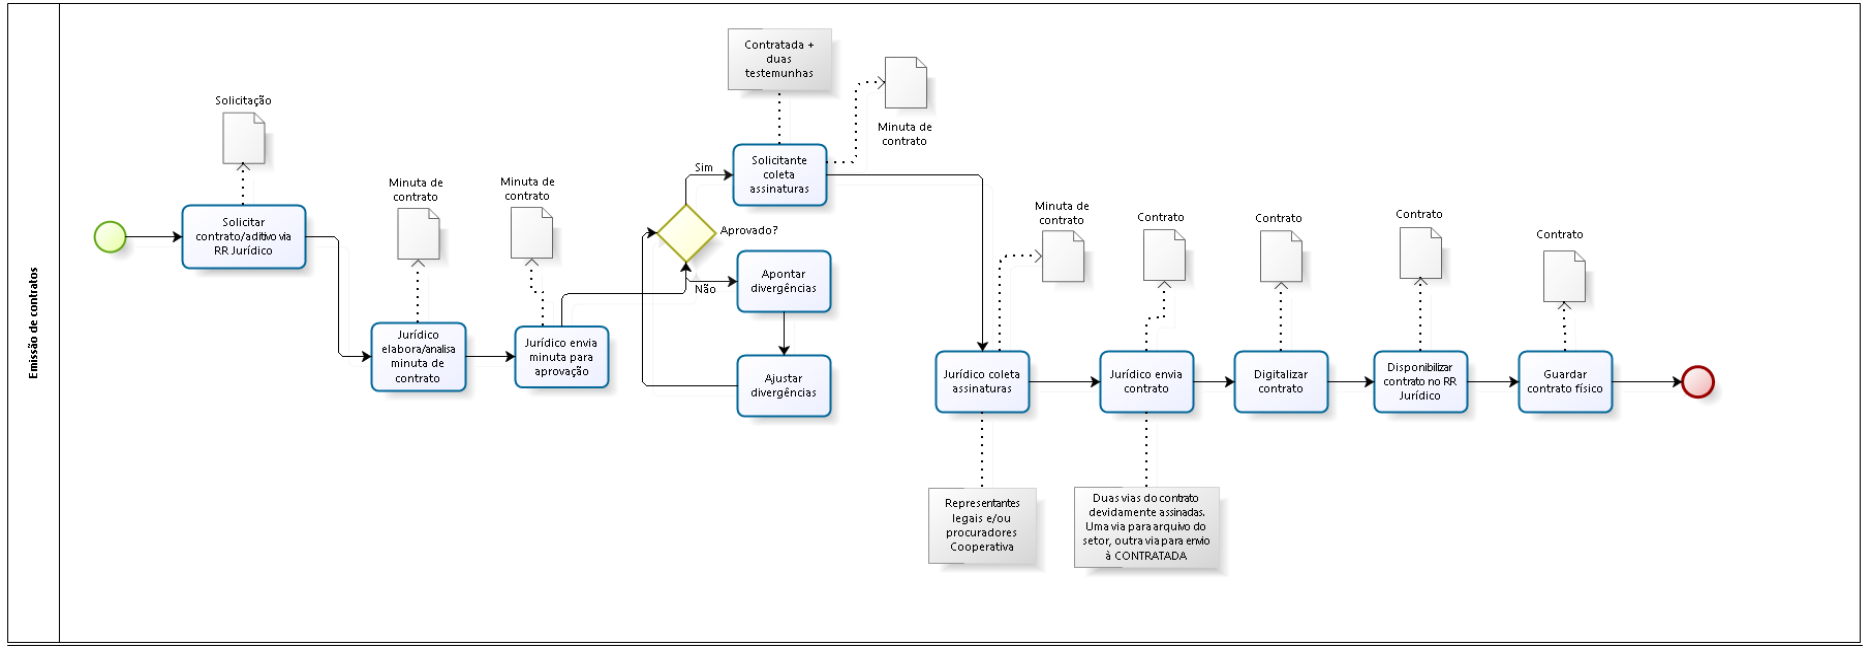 Emissão de contratos
Solicitação
Solicitar
contrato/aditivo via
RR Jurídico
Minuta de
contrato
Jurídico
elabora/analisa
minuta de
contrato
Minuta de
contrato
Jurídico envia
minuta para
aprovação
Aprovado?
Sim
Não
Contratada +
duas
testemunhas
Solicitante
coleta
assinaturas
Minuta de
contrato
Apontar
divergências
Ajustar
divergências
Minuta de
contrato
Jurídico coleta
assinaturas
Representantes
legais e/ou
procuradores
Cooperativa
Contrato
Jurídico envia
contrato
Duas vias do contrato
devidamente assinadas.
Uma via para arquivo do
setor, outra via para envio
à CONTRATADA
Contrato
Digitalizar
contrato
Contrato
Disponibilizar
contrato no RR
Jurídico
Contrato
Guardar
contrato físico